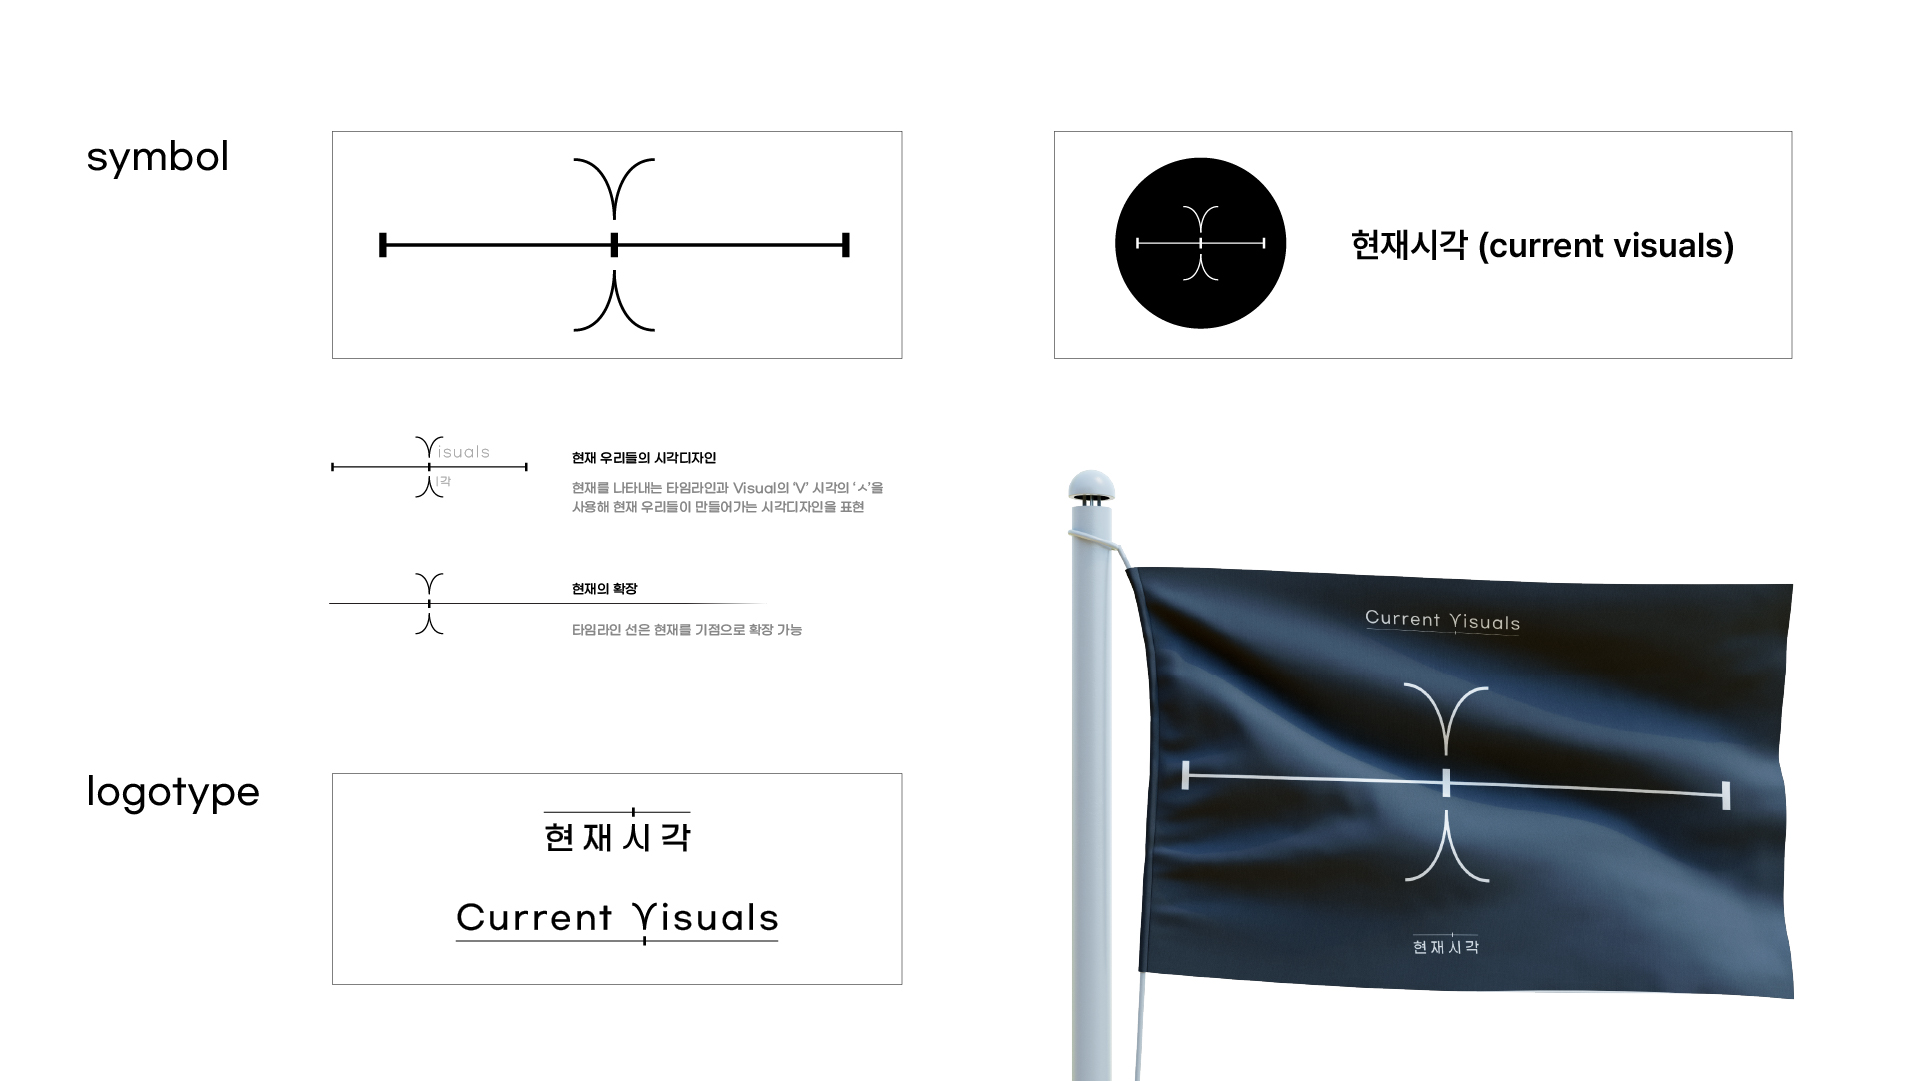 symbol
현재시각 (current visuals)
isuals
ㅣ각
현재 우리들의 시각디자인
현재를 나타내는 타임라인과 Visual의 'V' 시각의 'ㅅ'을
사용해 현재 우리들이 만들어가는 시각디자인을 표현
현재의 확장
타임라인 선은 현재를 기점으로 확장 가능
logotype
현재시각
Current Visuals
Current Visuals
현재시각